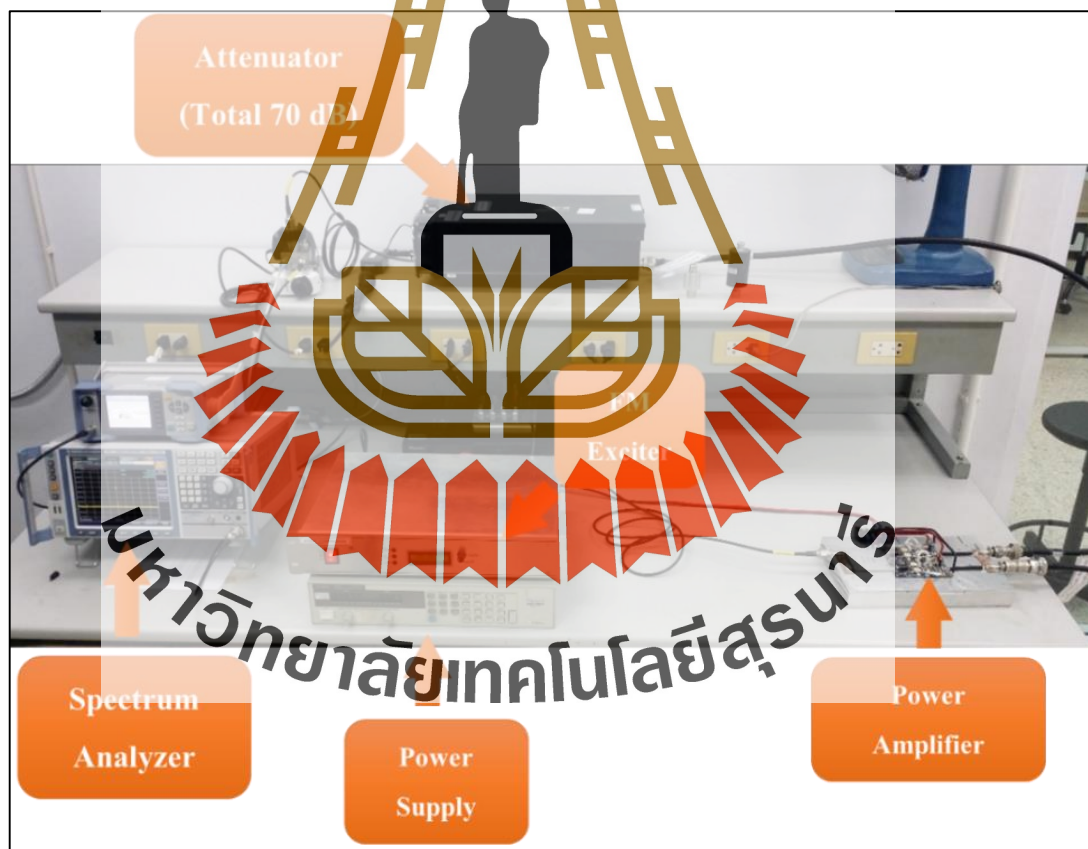 Attenuator
(Total 70 dB)
FM
Exciter
มหาวิทยาลัยเทคโนโลยีสุรนารี
Spectrum
Analyzer
Power
Supply
Power
Amplifier